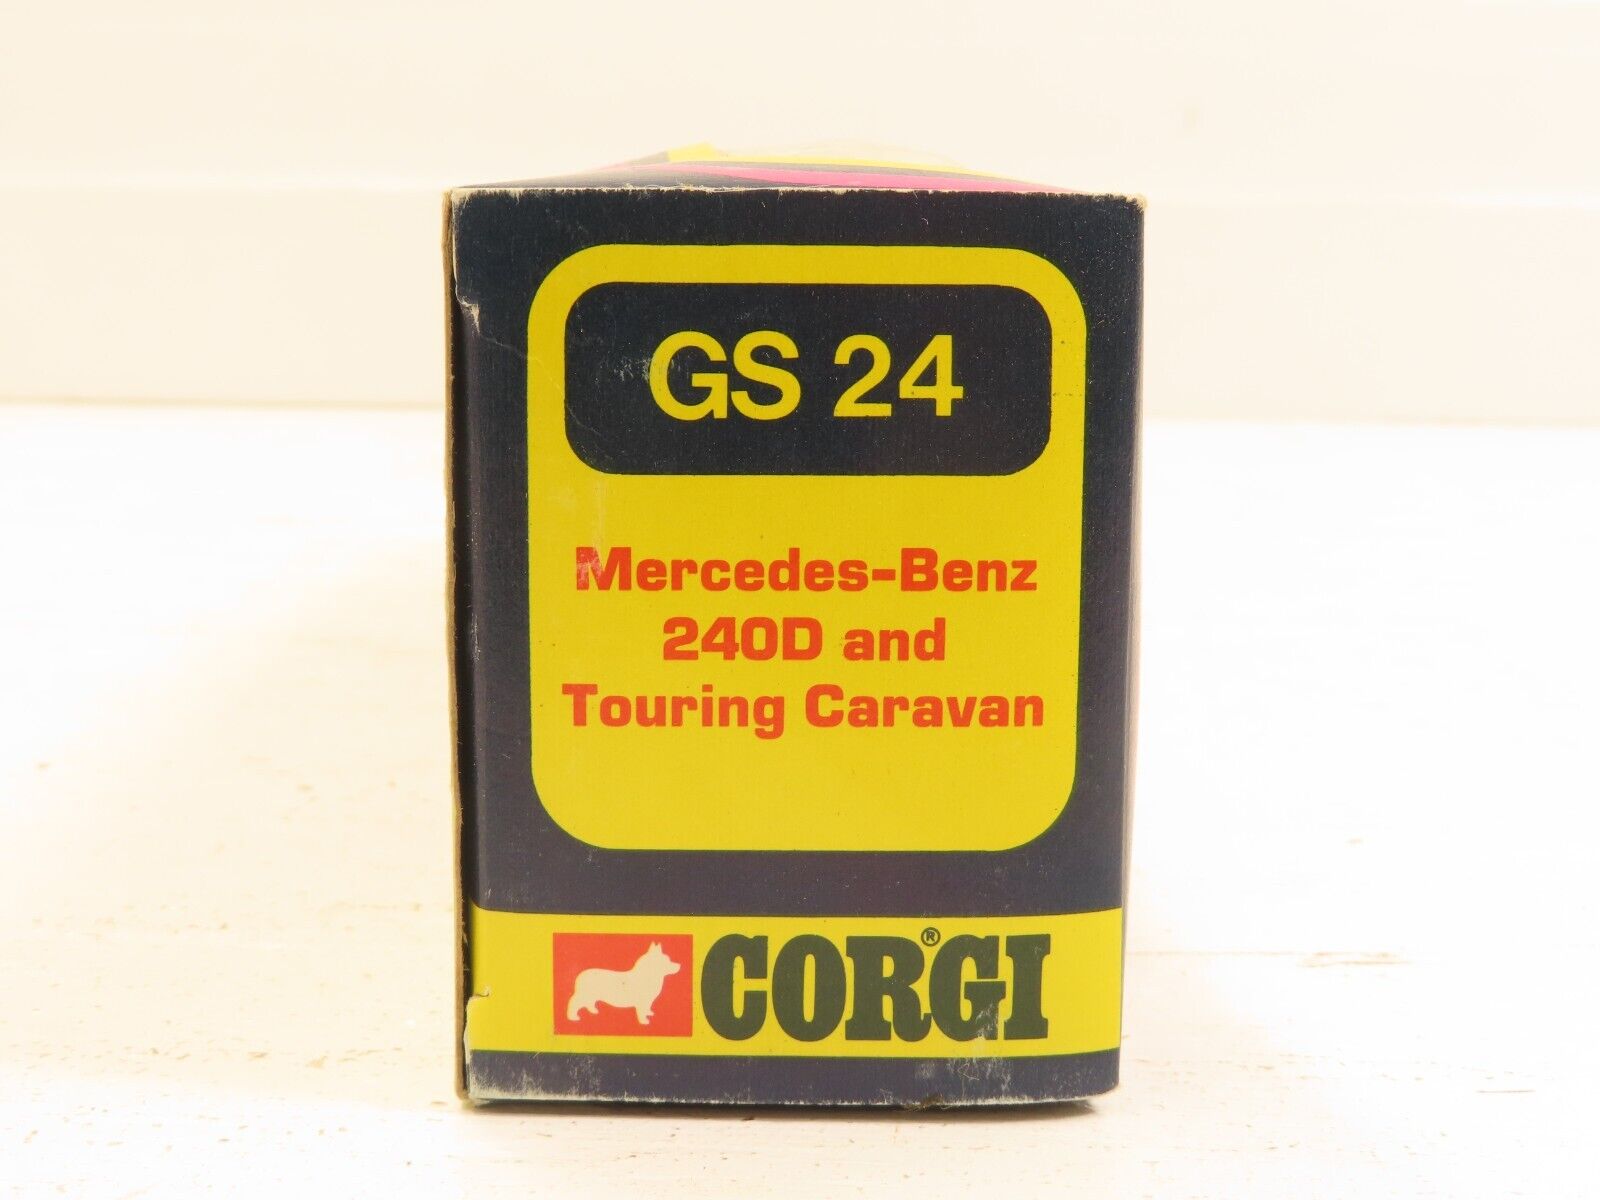 GS 24
Mercedes-Benz
240D and
Touring Caravan
CORGI®